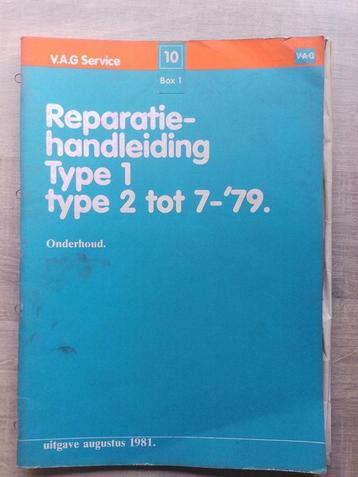 V.A.G Service
10
Box 1
V·A·G
Reparatie-
handleiding
Type 1
type 2 tot 7-'79.
Onderhoud.
uitgave augustus 1981.